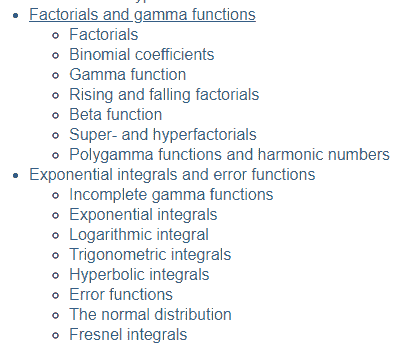 Factorials and gamma functions
Factorials
Binomial coefficients
Gamma function
Rising and falling factorials
Beta function
Super- and hyperfactorials
Polygamma functions and harmonic numbers
Exponential integrals and error functions
Incomplete gamma functions
Exponential integrals
Logarithmic integral
Trigonometric integrals
Hyperbolic integrals
Error functions
The normal distribution
Fresnel integrals